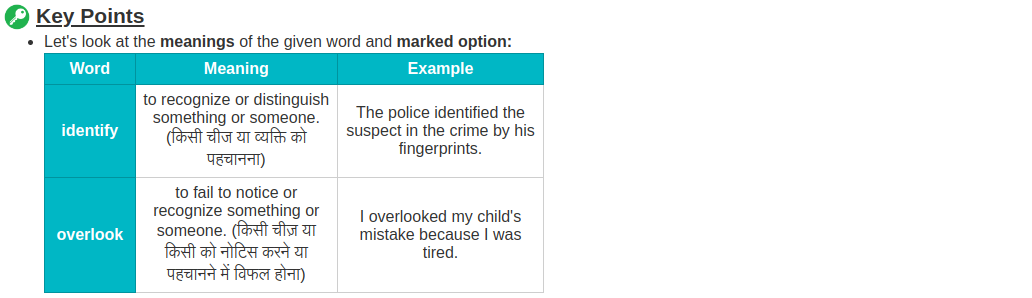 Key Points
Let's look at the meanings of the given word and marked option:
Word Meaning Example
identify
to recognize or distinguish
something or someone.
(किसी चीज या व्यक्ति को
पहचानना)
The police identified the
suspect in the crime by his
fingerprints.
overlook
to fail to notice or
recognize something or
someone. (किसी चीज़ या
किसी को नोटिस करने या
पहचानने में विफल होना)
I overlooked my child's
mistake because I was
tired.